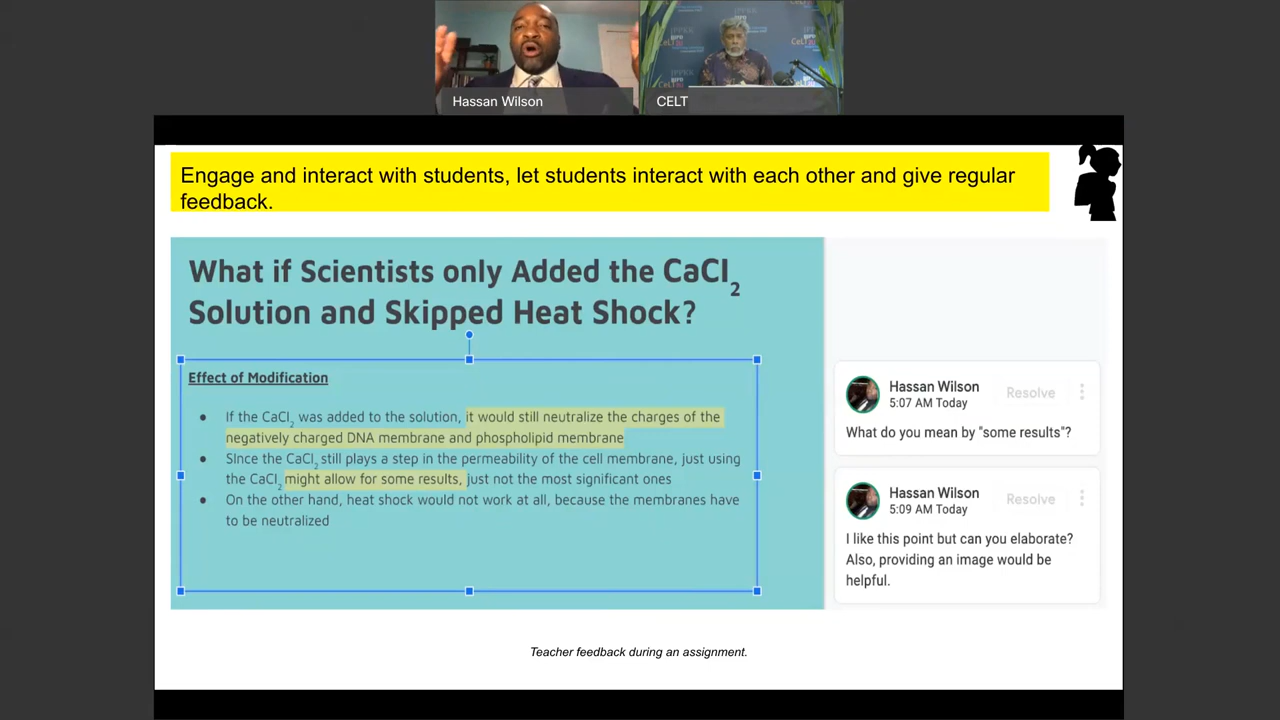 Hassan Wilson
CELT
Engage and interact with students, let students interact with each other and give regular
feedback.
What if Scientists only Added the CaCl2
Solution and Skipped Heat Shock?
Effect of Modification
● If the CaCl2 was added to the solution, it would still neutralize the charges of the
negatively charged DNA membrane and phospholipid membrane
● SInce the CaCl2 still plays a step in the permeability of the cell membrane, just using
the CaCl2 might allow for some results, just not the most significant ones
● On the other hand, heat shock would not work at all, because the membranes have
to be neutralized
Hassan Wilson
Resolve
5:07 AM Today
What do you mean by "some results"?
Hassan Wilson
Resolve
5:09 AM Today
I like this point but can you elaborate?
Also, providing an image would be
helpful.
Teacher feedback during an assignment.